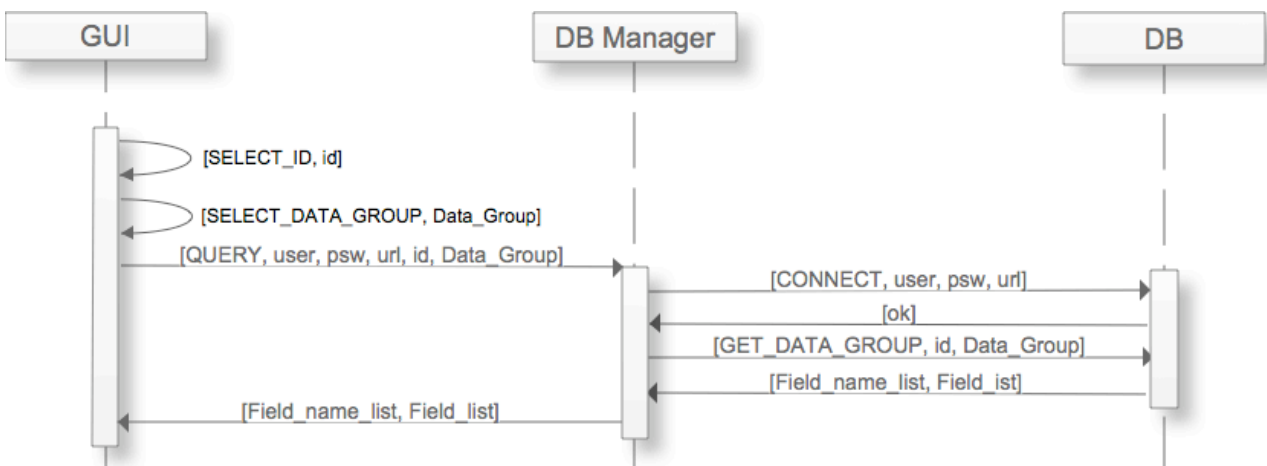 GUI
DB Manager
DB
[SELECT_ID, id]
[SELECT_DATA_GROUP, Data_Group]
[QUERY, user, psw, url, id, Data_Group]
[CONNECT, user, psw, url]
[ok]
[GET_DATA_GROUP, id, Data_Group]
[Field_name_list, Field_ist]
[Field_name_list, Field_list]